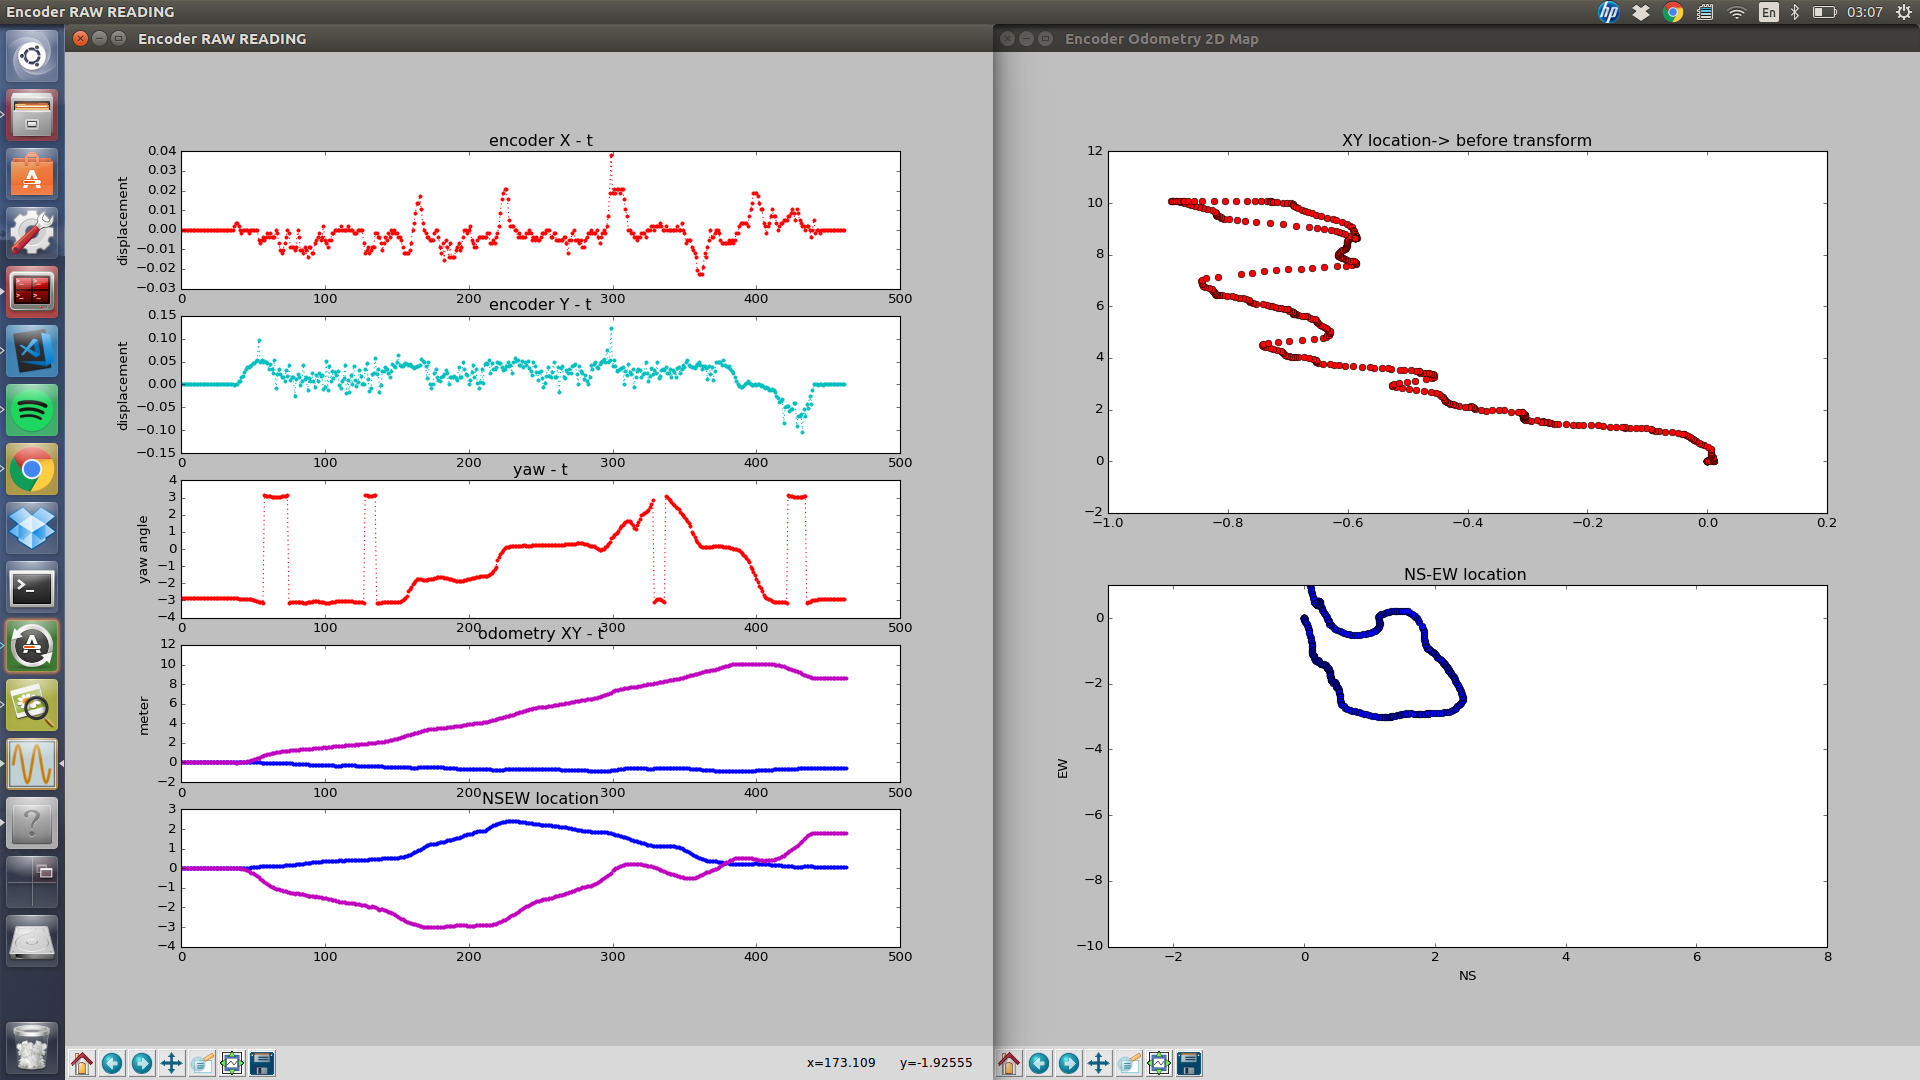 Encoder RAW READING
hp
En
03:07
Encoder RAW READING
Encoder Odometry 2D Map
encoder X - t
displacement
0.04
0.03
0.02
0.01
0.00
−0.01
−0.02
−0.03
0 100 200 300 400 500
encoder Y - t
displacement
0.15
0.10
0.05
0.00
−0.05
−0.10
−0.15
0 100 200 300 400 500
yaw - t
yaw angle
4
3
2
1
0
−1
−2
−3
−4
0 100 200 300 400 500
odometry XY - t
meter
12
10
8
6
4
2
0
−2
0 100 200 300 400 500
NSEW location
3
2
1
0
−1
−2
−3
−4
0 100 200 300 400 500
x=173.109 y=-1.92555
XY location-> before transform
12
10
8
6
4
2
0
−2
−1.0 −0.8 −0.6 −0.4 −0.2 0.0 0.2
NS-EW location
EW
0
−2
−4
−6
−8
−10
−2 0 2 4 6 8
NS